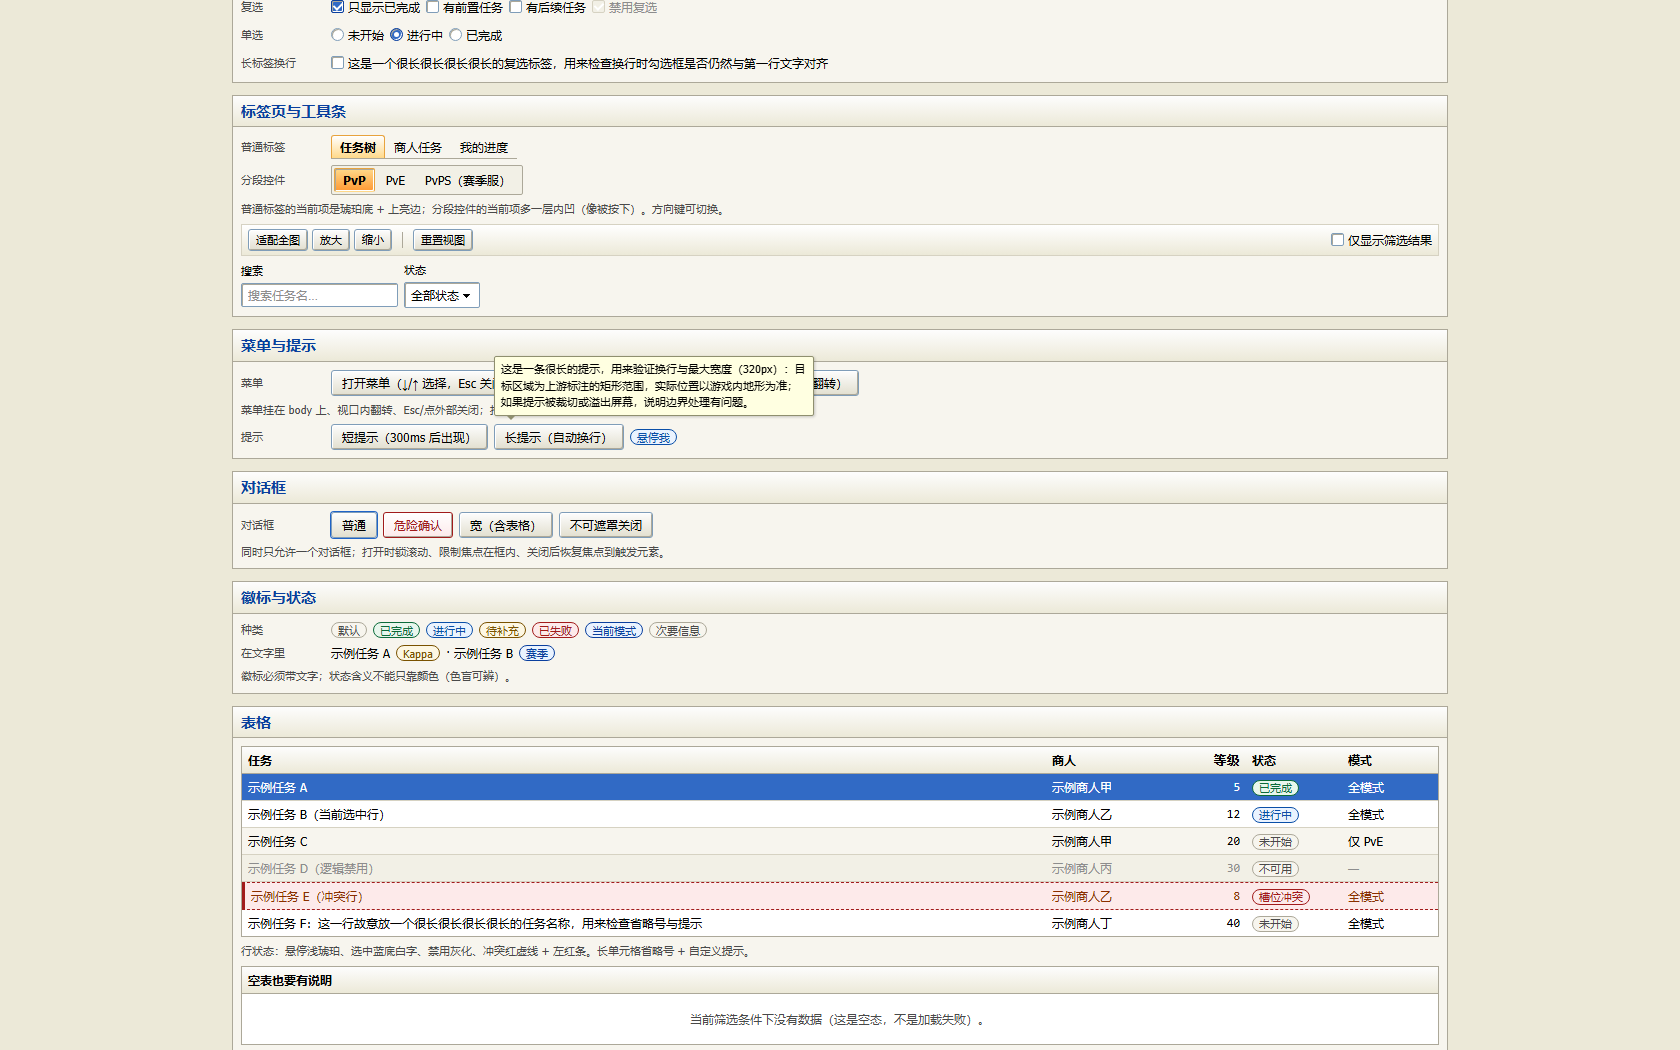 复选 只显示已完成 有前置任务 有后续任务 禁用复选
单选 未开始 进行中 已完成
长标签换行 这是一个很长很长很长很长的复选标签，用来检查换行时勾选框是否仍然与第一行文字对齐
标签页与工具条
普通标签 任务树 商人任务 我的进度
分段控件 PvP PvE PvPS（赛季服）
普通标签的当前项是琥珀底 + 上亮边；分段控件的当前项多一层内凹（像被按下）。方向键可切换。
适配全图 放大 缩小 重置视图 仅显示筛选结果
搜索 状态
搜索任务名... 全部状态
菜单与提示
这是一条很长的提示，用来验证换行与最大宽度（320px）：目
标区域为上游标注的矩形范围，实际位置以游戏内地形为准；
如果提示被裁切或溢出屏幕，说明边界处理有问题。
菜单 打开菜单（↓/↑ 选择，Esc 关 翻转）
菜单挂在 body 上、视口内翻转、Esc/点外部关闭；
提示 短提示（300ms 后出现） 长提示（自动换行） 悬停我
对话框
对话框 普通 危险确认 宽（含表格） 不可遮罩关闭
同时只允许一个对话框；打开时锁滚动、限制焦点在框内、关闭后恢复焦点到触发元素。
徽标与状态
种类 默认 已完成 进行中 待补充 已失败 当前模式 次要信息
在文字里 示例任务 A Kappa · 示例任务 B 赛季
徽标必须带文字；状态含义不能只靠颜色（色盲可辨）。
表格
任务 商人 等级 状态 模式
示例任务 A 示例商人甲 5 已完成 全模式
示例任务 B（当前选中行） 示例商人乙 12 进行中 全模式
示例任务 C 示例商人甲 20 未开始 仅 PvE
示例任务 D（逻辑禁用） 示例商人丙 30 不可用 —
示例任务 E（冲突行） 示例商人乙 8 槽位冲突 全模式
示例任务 F：这一行故意放一个很长很长很长很长的任务名称，用来检查省略号与提示 示例商人丁 40 未开始 全模式
行状态：悬停浅琥珀、选中蓝底白字、禁用灰化、冲突红虚线 + 左红条。长单元格省略号 + 自定义提示。
空表也要有说明
当前筛选条件下没有数据（这是空态，不是加载失败）。